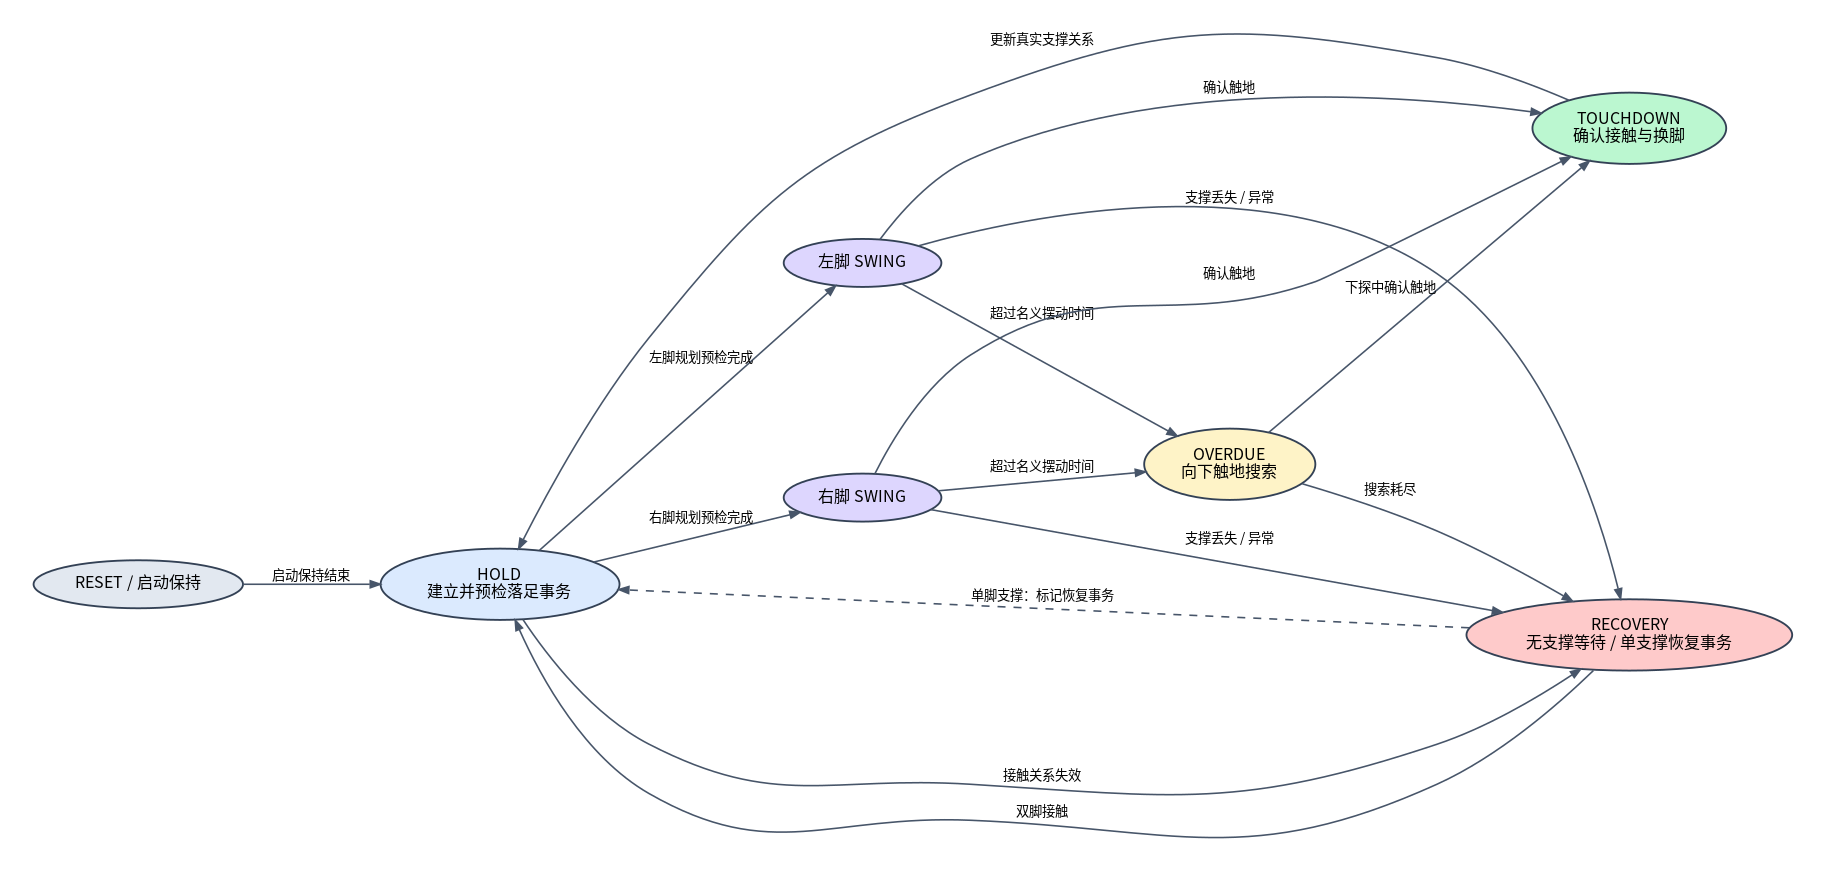 更新真实支撑关系
确认触地
TOUCHDOWN
确认接触与换脚
支撑丢失 / 异常
左脚 SWING
确认触地
下探中确认触地
超过名义摆动时间
左脚规划预检完成
OVERDUE
向下触地搜索
超过名义摆动时间
搜索耗尽
右脚 SWING
右脚规划预检完成
支撑丢失 / 异常
RESET / 启动保持
启动保持结束
HOLD
建立并预检落足事务
单脚支撑：标记恢复事务
RECOVERY
无支撑等待 / 单支撑恢复事务
接触关系失效
双脚接触